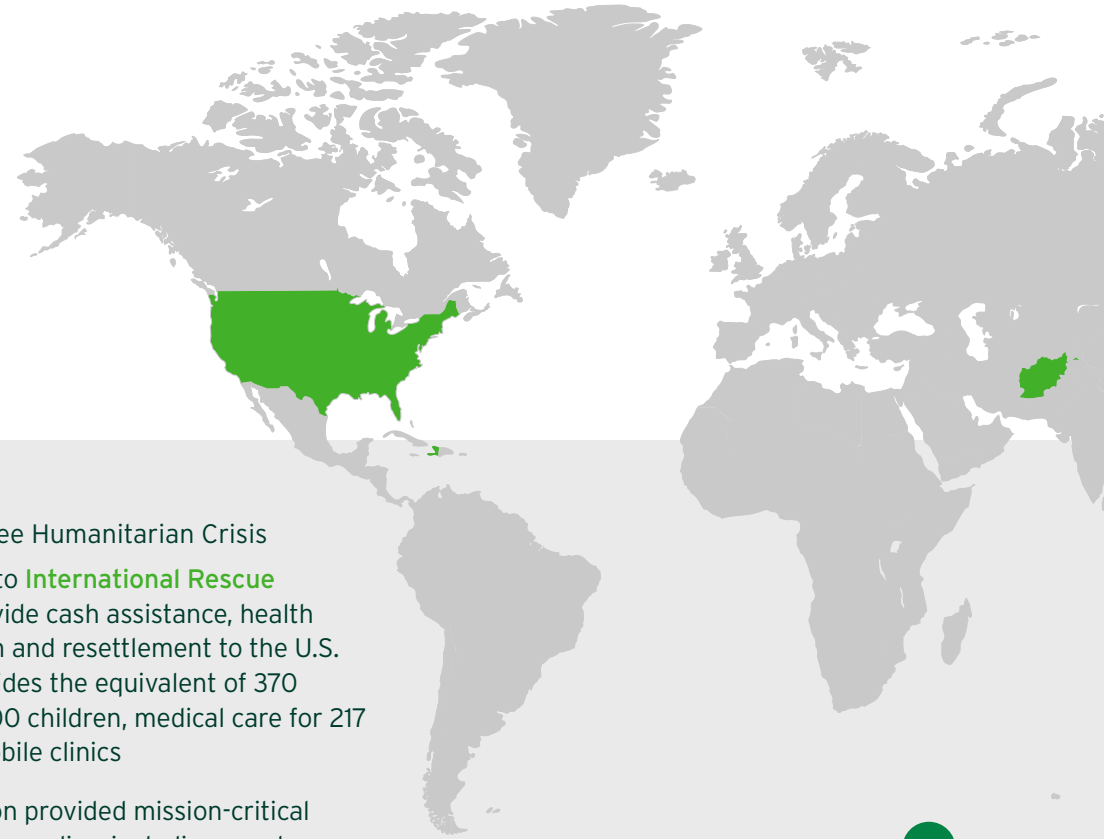 ee Humanitarian Crisis
to International Rescue
vide cash assistance, health
n and resettlement to the U.S.
ides the equivalent of 370
00 children, medical care for 217
bile clinics
on provided mission-critical